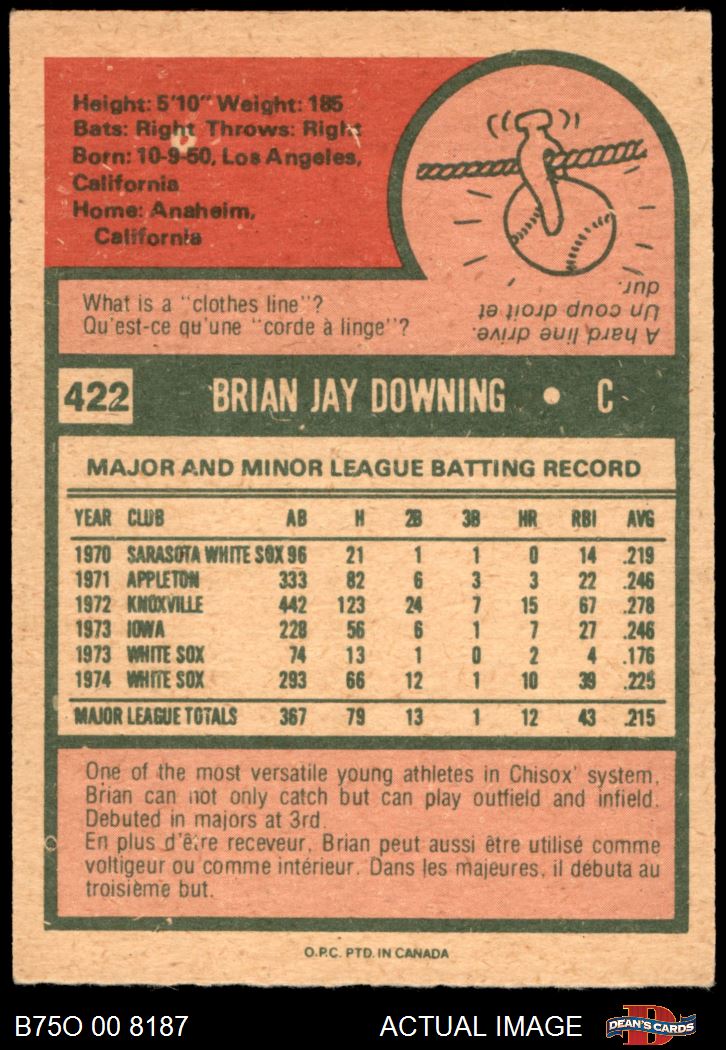 Height: 5'10" Weight: 185
Bats: Right Throws: Right
Born: 10-9-50, Los Angeles,
California
Home: Anaheim,
California
What is a "clothes line"?
Qu'est-ce qu'une "corde à linge"?
A hard line drive.
Un coup droit et
dur.
422 BRIAN JAY DOWNING • C
MAJOR AND MINOR LEAGUE BATTING RECORD
YEAR CLUB AB H 2B 3B HR RBI AVG
1970 SARASOTA WHITE SOX 96 21 1 1 0 14 .219
1971 APPLETON 333 82 6 3 3 22 .246
1972 KNOXVILLE 442 123 24 7 15 67 .278
1973 IOWA 228 56 6 1 7 27 .246
1973 WHITE SOX 74 13 1 0 2 4 .176
1974 WHITE SOX 293 66 12 1 10 39 .225
MAJOR LEAGUE TOTALS 367 79 13 1 12 43 .215
One of the most versatile young athletes in Chisox' system,
Brian can not only catch but can play outfield and infield.
Debuted in majors at 3rd.
En plus d'être receveur, Brian peut aussi être utilisé comme
voltigeur ou comme intérieur. Dans les majeures, il débuta au
troisième but.
O.P.C. PTD. IN CANADA
B75O 00 8187 ACTUAL IMAGE D DEAN'S CARDS